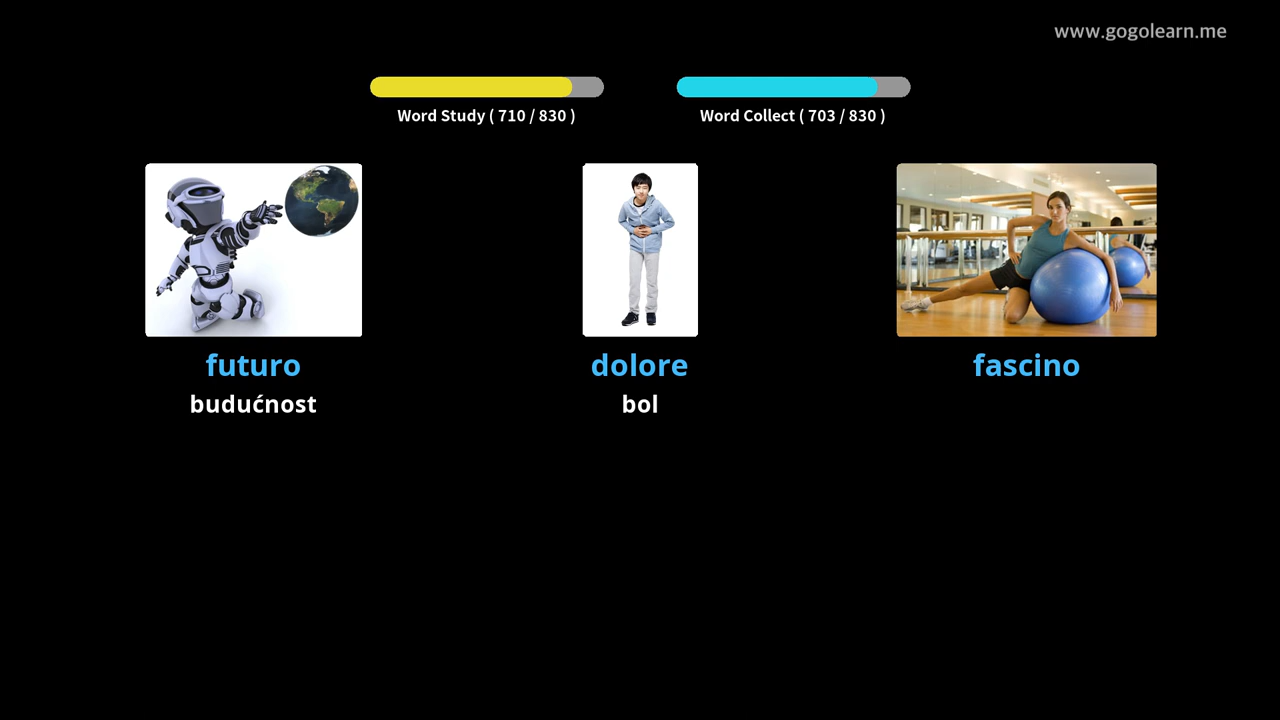 www.gogolearn.me
Word Study ( 710 / 830 )
Word Collect ( 703 / 830 )
futuro
dolore
fascino
budućnost
bol